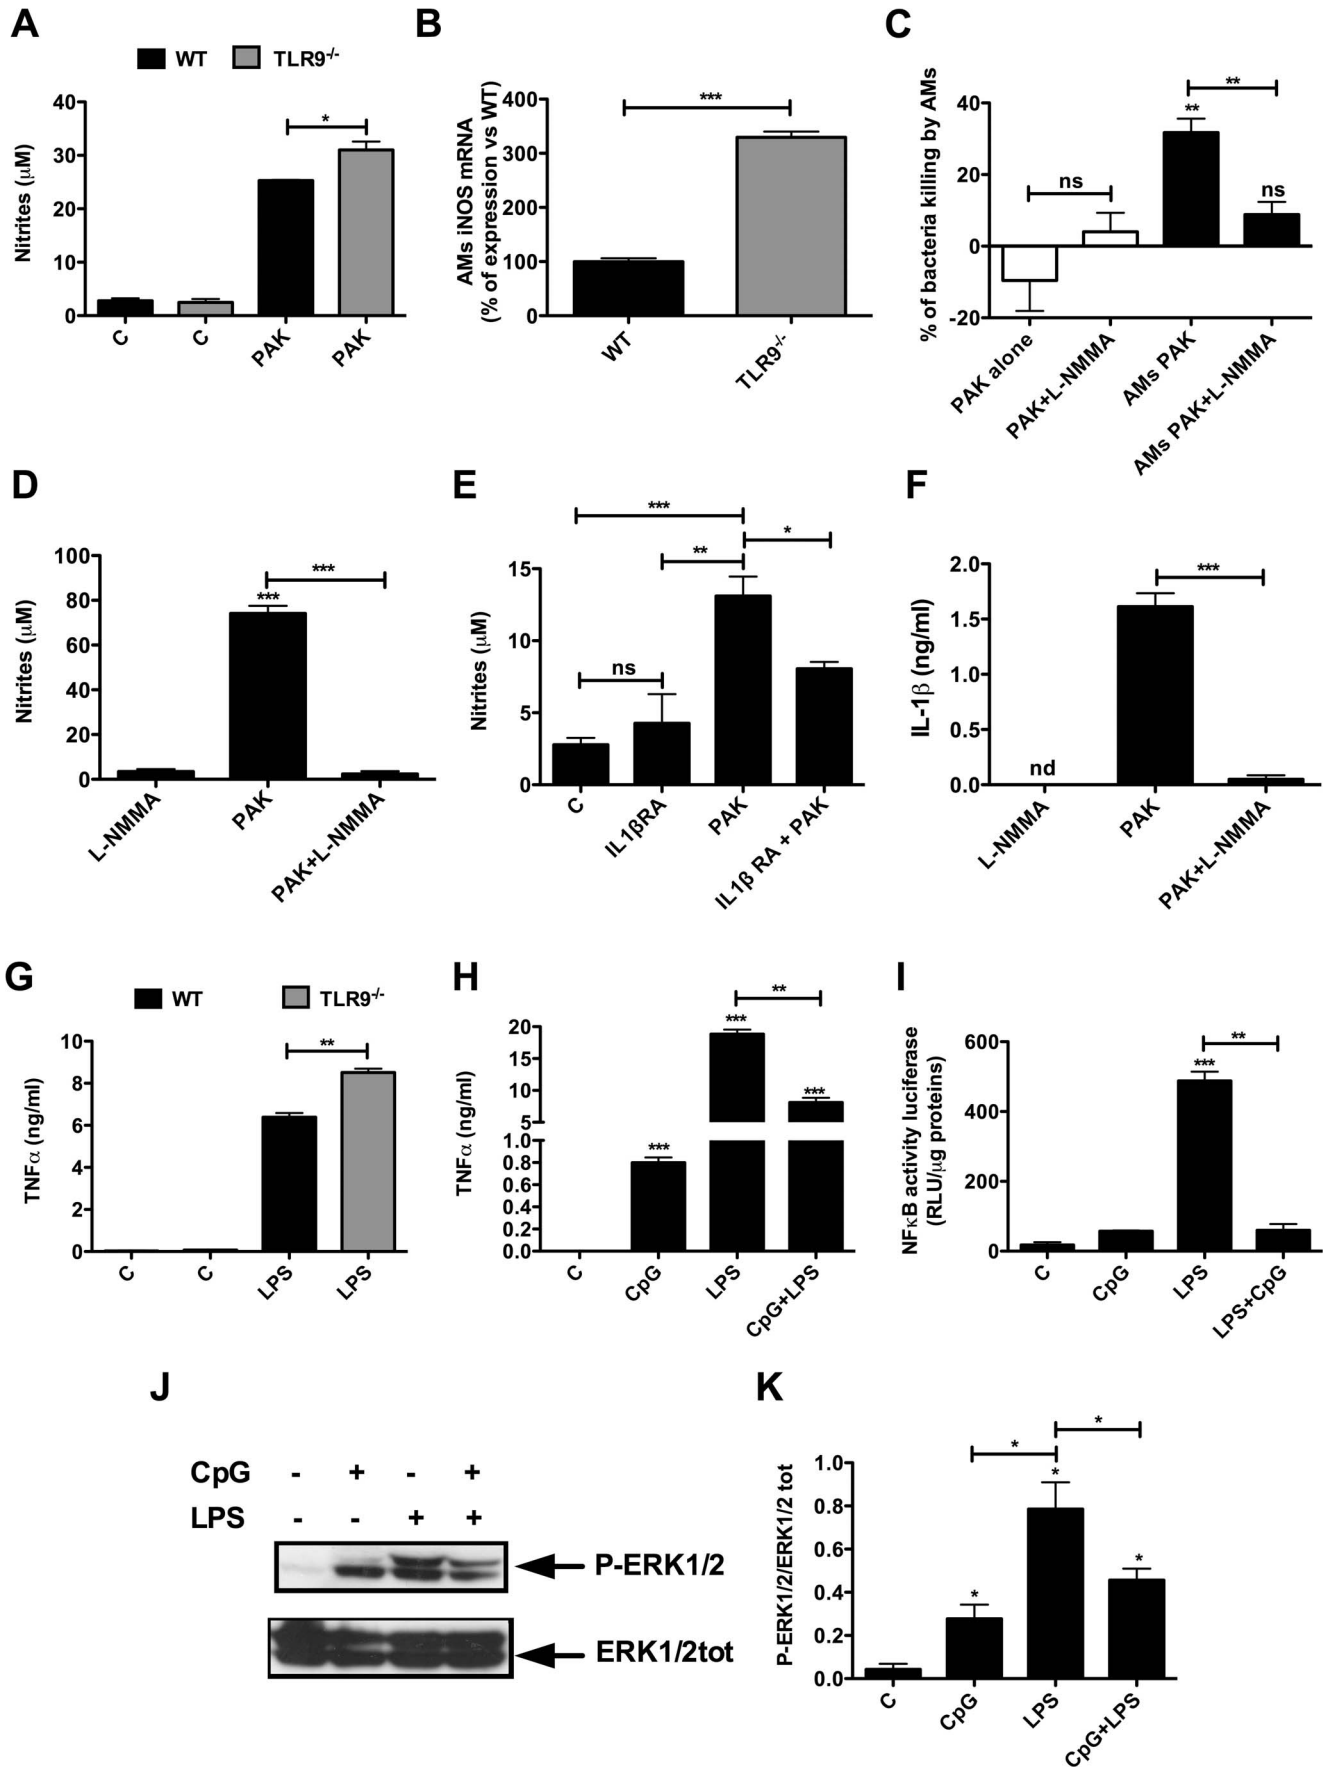 A
WT TLR9-/-
Nitrites (μM)
40
30
20
10
0
*
C C PAK PAK
B
AMs iNOS mRNA
(% of expression vs WT)
400
300
200
100
0
***
WT TLR9-/-
C
% of bacteria killing by AMs
40
20
0
-20
ns
**
**
ns
PAK alone PAK+L-NMMA AMs PAK AMs PAK+L-NMMA
D
Nitrites (μM)
100
80
60
40
20
0
***
***
L-NMMA PAK PAK+L-NMMA
E
Nitrites (μM)
15
10
5
0
***
**
*
ns
C IL1βRA PAK IL1β RA + PAK
F
IL-1β (ng/ml)
2.0
1.5
1.0
0.5
0.0
***
nd
L-NMMA PAK PAK+L-NMMA
G
WT TLR9-/-
TNFα (ng/ml)
10
8
6
4
2
0
**
C C LPS LPS
H
TNFα (ng/ml)
20
15
10
5
1.0
0.8
0.6
0.4
0.2
0.0
**
***
***
***
C CpG LPS CpG+LPS
I
NFκB activity luciferase
(RLU/μg proteins)
600
400
200
0
**
***
C CpG LPS LPS+CpG
J
CpG - + - +
LPS - - + +
P-ERK1/2
ERK1/2tot
K
P-ERK1/2/ERK1/2 tot
1.0
0.8
0.6
0.4
0.2
0.0
*
*
*
*
*
C CpG LPS CpG+LPS